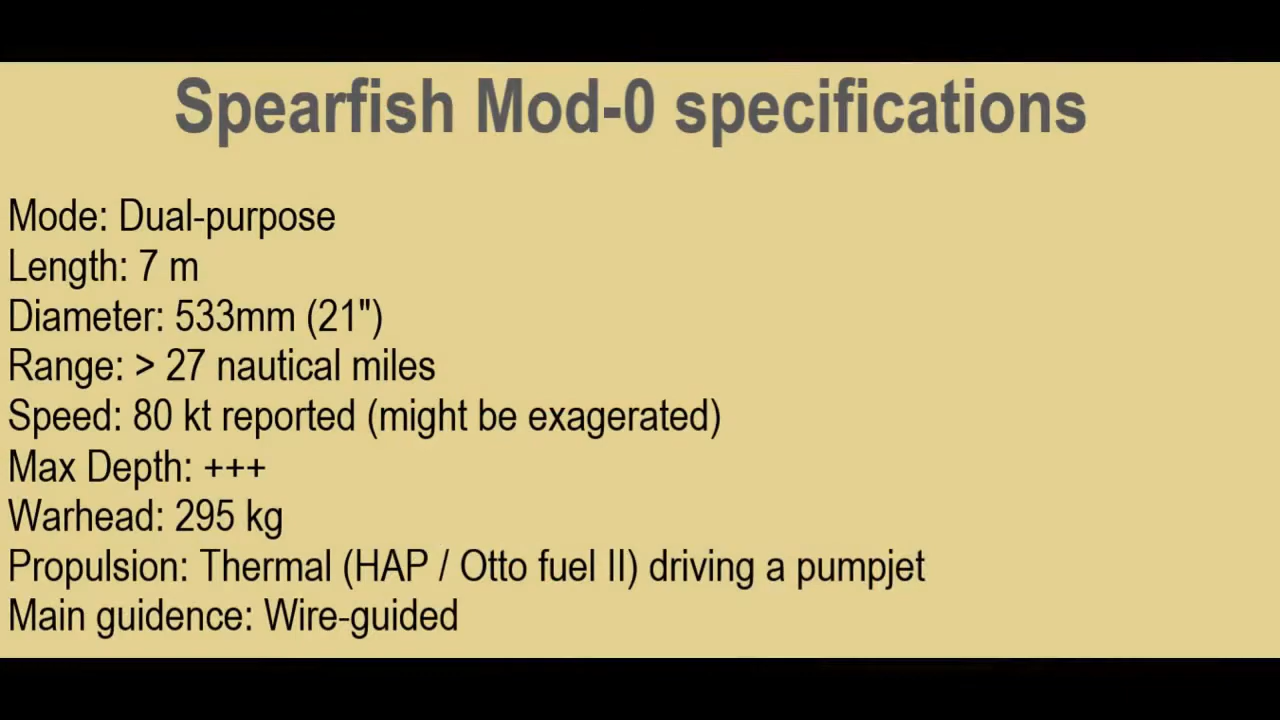 Spearfish Mod-0 specifications
Mode: Dual-purpose
Length: 7 m
Diameter: 533mm (21")
Range: > 27 nautical miles
Speed: 80 kt reported (might be exagerated)
Max Depth: +++
Warhead: 295 kg
Propulsion: Thermal (HAP / Otto fuel II) driving a pumpjet
Main guidence: Wire-guided